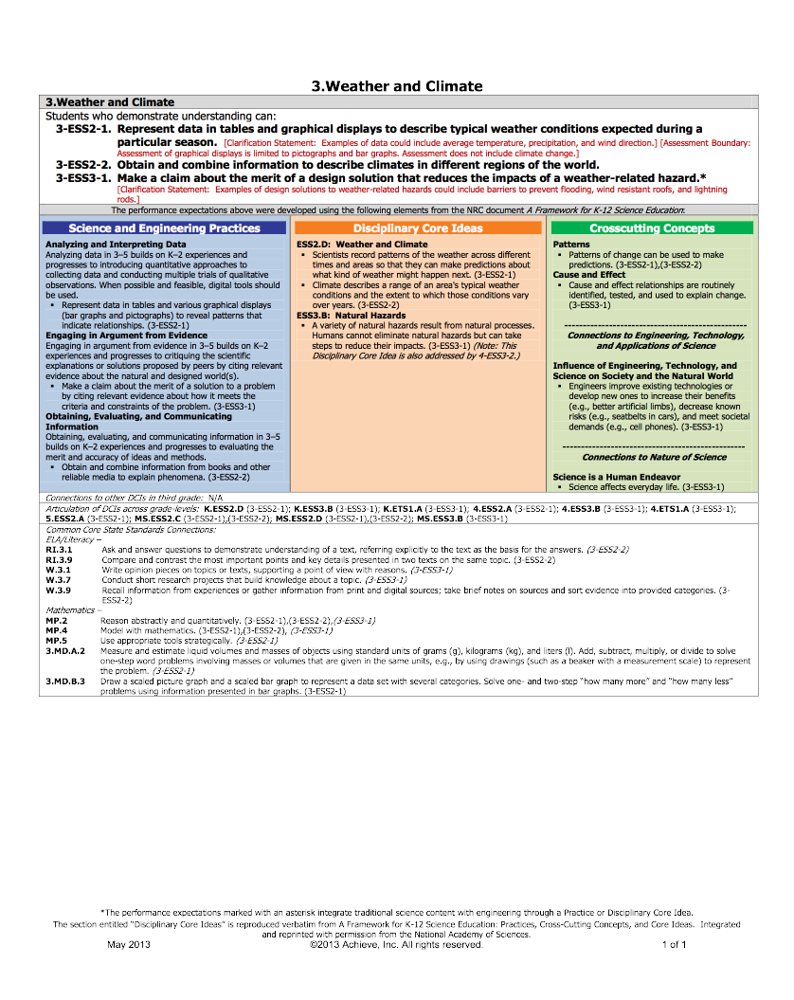 3.Weather and Climate
3.Weather and Climate
Students who demonstrate understanding can:
3-ESS2-1. Represent data in tables and graphical displays to describe typical weather conditions expected during a
particular season. [Clarification Statement: Examples of data could include average temperature, precipitation, and wind direction.] [Assessment Boundary:
Assessment of graphical displays is limited to pictographs and bar graphs. Assessment does not include climate change.]
3-ESS2-2. Obtain and combine information to describe climates in different regions of the world.
3-ESS3-1. Make a claim about the merit of a design solution that reduces the impacts of a weather-related hazard.*
[Clarification Statement: Examples of design solutions to weather-related hazards could include barriers to prevent flooding, wind resistant roofs, and lightning
rods.]
The performance expectations above were developed using the following elements from the NRC document A Framework for K-12 Science Education:
Science and Engineering Practices
Analyzing and Interpreting Data
Analyzing data in 3–5 builds on K–2 experiences and
progresses to introducing quantitative approaches to
collecting data and conducting multiple trials of qualitative
observations. When possible and feasible, digital tools should
be used.
▪ Represent data in tables and various graphical displays
(bar graphs and pictographs) to reveal patterns that
indicate relationships. (3-ESS2-1)
Engaging in Argument from Evidence
Engaging in argument from evidence in 3–5 builds on K–2
experiences and progresses to critiquing the scientific
explanations or solutions proposed by peers by citing relevant
evidence about the natural and designed world(s).
▪ Make a claim about the merit of a solution to a problem
by citing relevant evidence about how it meets the
criteria and constraints of the problem. (3-ESS3-1)
Obtaining, Evaluating, and Communicating
Information
Obtaining, evaluating, and communicating information in 3–5
builds on K–2 experiences and progresses to evaluating the
merit and accuracy of ideas and methods.
▪ Obtain and combine information from books and other
reliable media to explain phenomena. (3-ESS2-2)
Disciplinary Core Ideas
ESS2.D: Weather and Climate
▪ Scientists record patterns of the weather across different
times and areas so that they can make predictions about
what kind of weather might happen next. (3-ESS2-1)
▪ Climate describes a range of an area's typical weather
conditions and the extent to which those conditions vary
over years. (3-ESS2-2)
ESS3.B: Natural Hazards
▪ A variety of natural hazards result from natural processes.
Humans cannot eliminate natural hazards but can take
steps to reduce their impacts. (3-ESS3-1) (Note: This
Disciplinary Core Idea is also addressed by 4-ESS3-2.)
Crosscutting Concepts
Patterns
▪ Patterns of change can be used to make
predictions. (3-ESS2-1),(3-ESS2-2)
Cause and Effect
▪ Cause and effect relationships are routinely
identified, tested, and used to explain change.
(3-ESS3-1)
------------------------------------------------
Connections to Engineering, Technology,
and Applications of Science
Influence of Engineering, Technology, and
Science on Society and the Natural World
▪ Engineers improve existing technologies or
develop new ones to increase their benefits
(e.g., better artificial limbs), decrease known
risks (e.g., seatbelts in cars), and meet societal
demands (e.g., cell phones). (3-ESS3-1)
------------------------------------------------
Connections to Nature of Science
Science is a Human Endeavor
▪ Science affects everyday life. (3-ESS3-1)
Connections to other DCIs in third grade: N/A
Articulation of DCIs across grade-levels: K.ESS2.D (3-ESS2-1); K.ESS3.B (3-ESS3-1); K.ETS1.A (3-ESS3-1); 4.ESS2.A (3-ESS2-1); 4.ESS3.B (3-ESS3-1); 4.ETS1.A (3-ESS3-1);
5.ESS2.A (3-ESS2-1); MS.ESS2.C (3-ESS2-1),(3-ESS2-2); MS.ESS2.D (3-ESS2-1),(3-ESS2-2); MS.ESS3.B (3-ESS3-1)
Common Core State Standards Connections:
ELA/Literacy –
RI.3.1 Ask and answer questions to demonstrate understanding of a text, referring explicitly to the text as the basis for the answers. (3-ESS2-2)
RI.3.9 Compare and contrast the most important points and key details presented in two texts on the same topic. (3-ESS2-2)
W.3.1 Write opinion pieces on topics or texts, supporting a point of view with reasons. (3-ESS3-1)
W.3.7 Conduct short research projects that build knowledge about a topic. (3-ESS3-1)
W.3.9 Recall information from experiences or gather information from print and digital sources; take brief notes on sources and sort evidence into provided categories. (3-
ESS2-2)
Mathematics –
MP.2 Reason abstractly and quantitatively. (3-ESS2-1),(3-ESS2-2),(3-ESS3-1)
MP.4 Model with mathematics. (3-ESS2-1),(3-ESS2-2), (3-ESS3-1)
MP.5 Use appropriate tools strategically. (3-ESS2-1)
3.MD.A.2 Measure and estimate liquid volumes and masses of objects using standard units of grams (g), kilograms (kg), and liters (l). Add, subtract, multiply, or divide to solve
one-step word problems involving masses or volumes that are given in the same units, e.g., by using drawings (such as a beaker with a measurement scale) to represent
the problem. (3-ESS2-1)
3.MD.B.3 Draw a scaled picture graph and a scaled bar graph to represent a data set with several categories. Solve one- and two-step "how many more" and "how many less"
problems using information presented in bar graphs. (3-ESS2-1)
*The performance expectations marked with an asterisk integrate traditional science content with engineering through a Practice or Disciplinary Core Idea.
The section entitled "Disciplinary Core Ideas" is reproduced verbatim from A Framework for K-12 Science Education: Practices, Cross-Cutting Concepts, and Core Ideas. Integrated
and reprinted with permission from the National Academy of Sciences.
May 2013 ©2013 Achieve, Inc. All rights reserved. 1 of 1